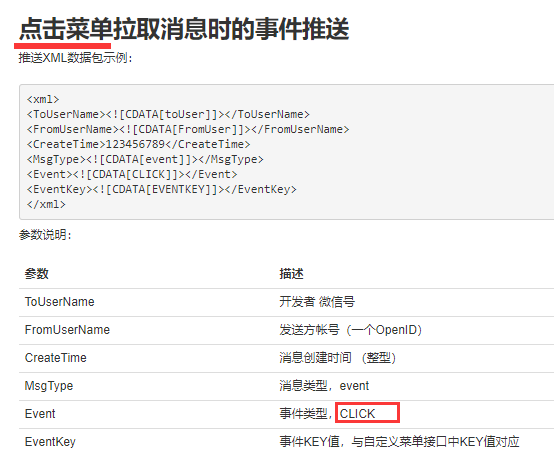 点击菜单拉取消息时的事件推送
推送XML数据包示例：
<xml>
<ToUserName><![CDATA[toUser]]></ToUserName>
<FromUserName><![CDATA[FromUser]]></FromUserName>
<CreateTime>123456789</CreateTime>
<MsgType><![CDATA[event]]></MsgType>
<Event><![CDATA[CLICK]]></Event>
<EventKey><![CDATA[EVENTKEY]]></EventKey>
</xml>
参数说明：
参数 描述
ToUserName 开发者 微信号
FromUserName 发送方帐号（一个OpenID）
CreateTime 消息创建时间 （整型）
MsgType 消息类型，event
Event 事件类型，CLICK
EventKey 事件KEY值，与自定义菜单接口中KEY值对应